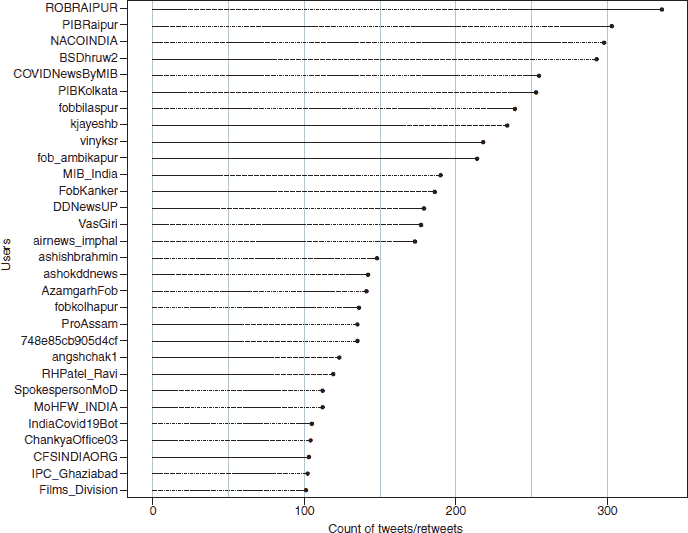 ROBRAIPUR
PIBRaipur
NACOINDIA
BSDhruw2
COVIDNewsByMIB
PIBKolkata
fobbilaspur
kjayeshb
vinyksr
fob_ambikapur
MIB_India
FobKanker
DDNewsUP
VasGiri
airnews_imphal
ashishbrahmin
ashokddnews
AzamgarhFob
fobkolhapur
ProAssam
748e85cb905d4cf
angshchak1
RHPatel_Ravi
SpokespersonMoD
MoHFW_INDIA
IndiaCovid19Bot
ChankyaOffice03
CFSINDIAORG
IPC_Ghaziabad
Films_Division
Users
0 100 200 300
Count of tweets/retweets